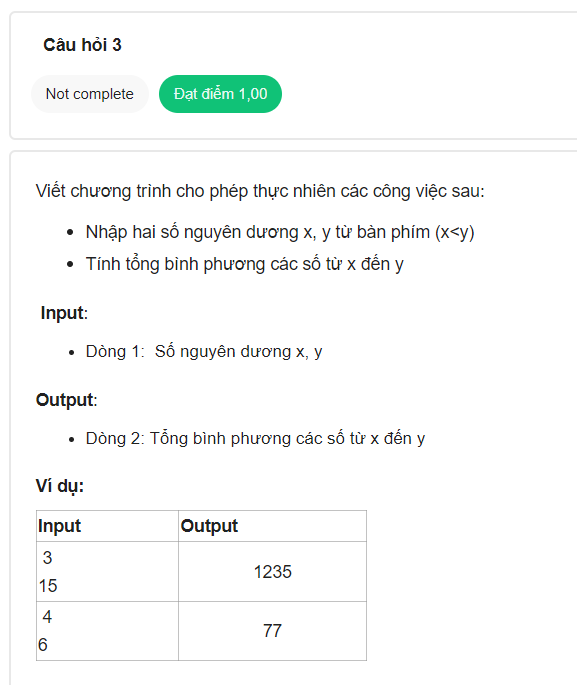 Câu hỏi 3
Not complete
Đạt điểm 1,00
Viết chương trình cho phép thực nhiên các công việc sau:
Nhập hai số nguyên dương x, y từ bàn phím (x<y)
Tính tổng bình phương các số từ x đến y
Input:
Dòng 1: Số nguyên dương x, y
Output:
Dòng 2: Tổng bình phương các số từ x đến y
Ví dụ:
Input Output
3
15
1235
4
6
77